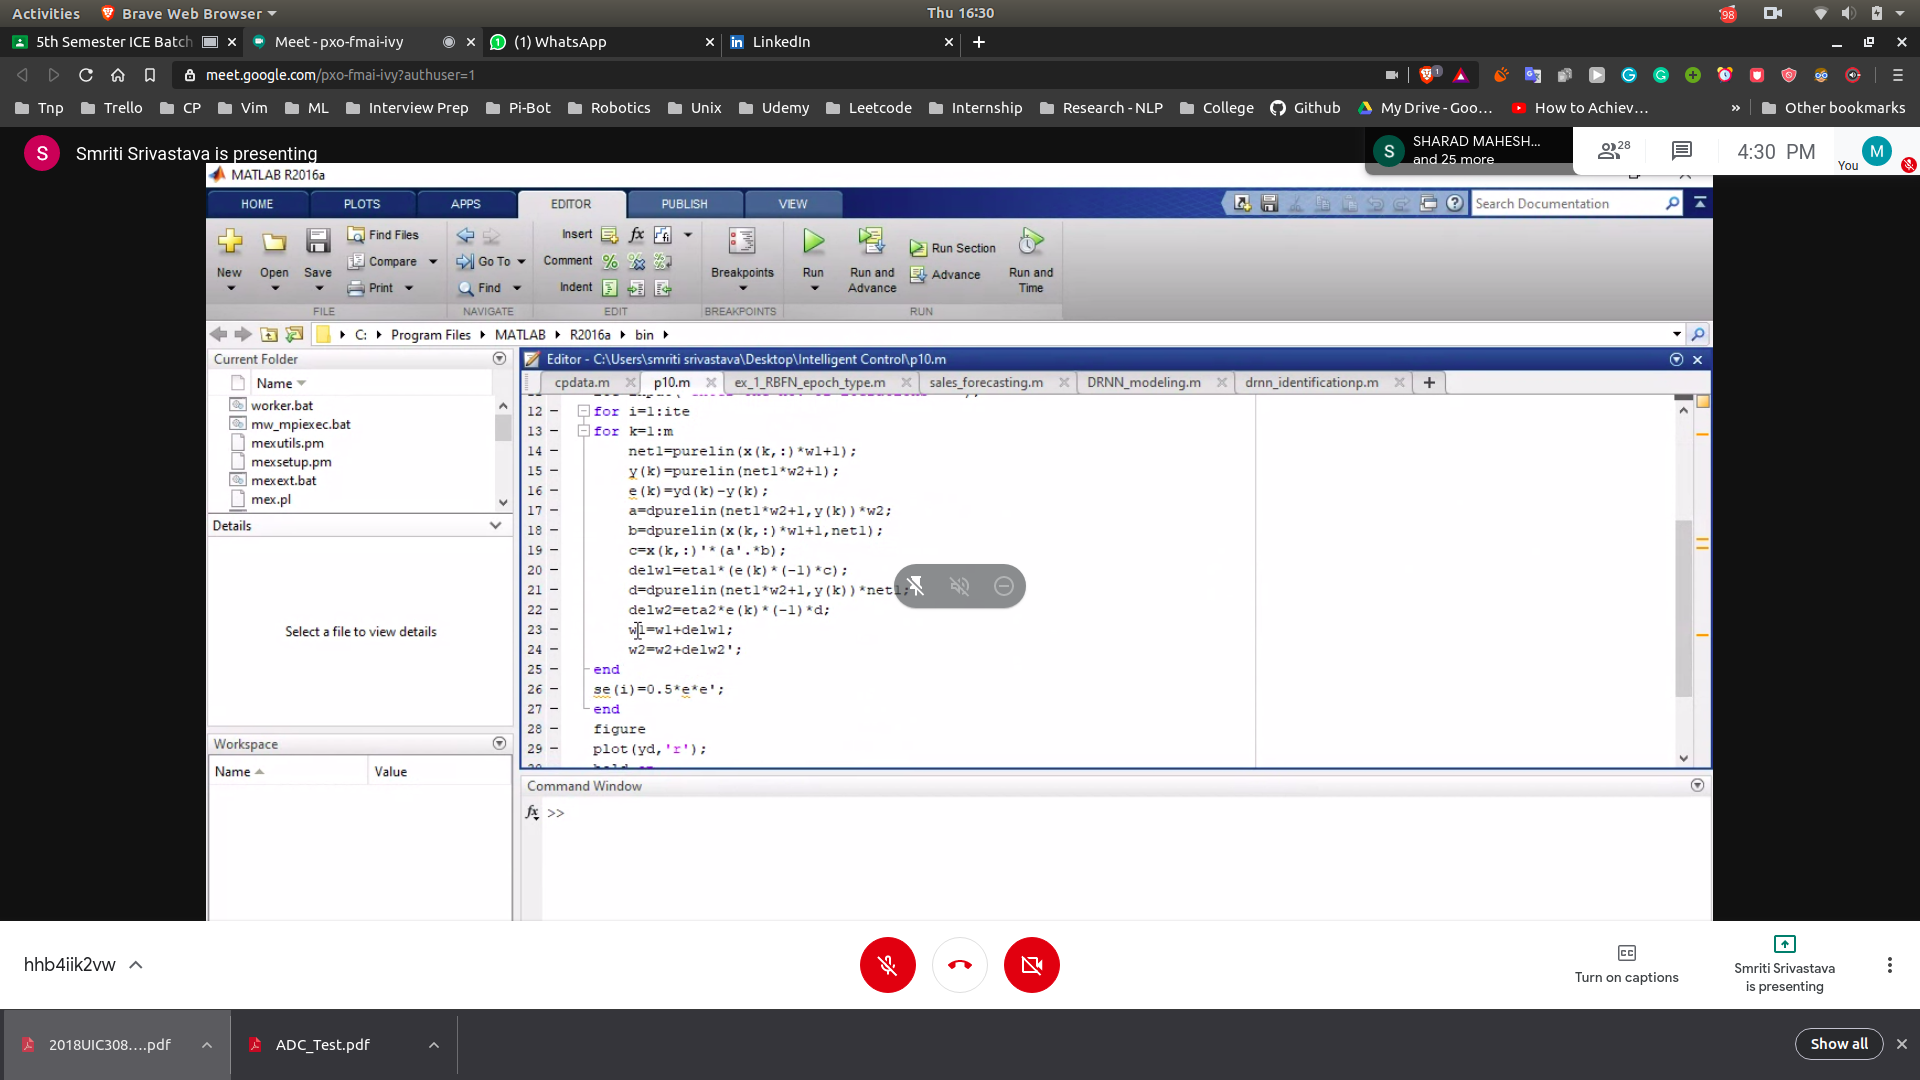 Activities Brave Web Browser Thu 16:30 98
5th Semester ICE Batch Meet - pxo-fmai-ivy (1) WhatsApp LinkedIn
meet.google.com/pxo-fmai-ivy?authuser=1 1
Tnp Trello CP Vim ML Interview Prep Pi-Bot Robotics Unix Udemy Leetcode Internship Research - NLP College Github My Drive - Goo... How to Achiev... » Other bookmarks
S Smriti Srivastava is presenting
S SHARAD MAHESH...
and 25 more
28 4:30 PM You M
MATLAB R2016a
HOME PLOTS APPS EDITOR PUBLISH VIEW Search Documentation
New Open Save Find Files Compare Print
FILE
Go To Find
NAVIGATE
Insert fx
Comment
Indent
EDIT
Breakpoints
BREAKPOINTS
Run Run and Advance Run Section Advance Run and Time
RUN
C: Program Files MATLAB R2016a bin
Current Folder
Name
worker.bat
mw_mpiexec.bat
mexutils.pm
mexsetup.pm
mexext.bat
mex.pl
Details
Select a file to view details
Workspace
Name Value
Editor - C:\Users\smriti srivastava\Desktop\Intelligent Control\p10.m
cpdata.m p10.m ex_1_RBFN_epoch_type.m sales_forecasting.m DRNN_modeling.m drnn_identificationp.m
12 for i=1:ite
13 for k=1:m
14 net1=purelin(x(k,:)*w1+1);
15 y(k)=purelin(net1*w2+1);
16 e(k)=yd(k)-y(k);
17 a=dpurelin(net1*w2+1,y(k))*w2;
18 b=dpurelin(x(k,:)*w1+1,net1);
19 c=x(k,:)'*(a'.*b);
20 delw1=eta1*(e(k)*(-1)*c);
21 d=dpurelin(net1*w2+1,y(k))*net1;
22 delw2=eta2*e(k)*(-1)*d;
23 w1=w1+delw1;
24 w2=w2+delw2';
25 end
26 se(i)=0.5*e*e';
27 end
28 figure
29 plot(yd,'r');
Command Window
fx >>
hhb4iik2vw
Turn on captions
Smriti Srivastava
is presenting
2018UIC308....pdf ADC_Test.pdf Show all